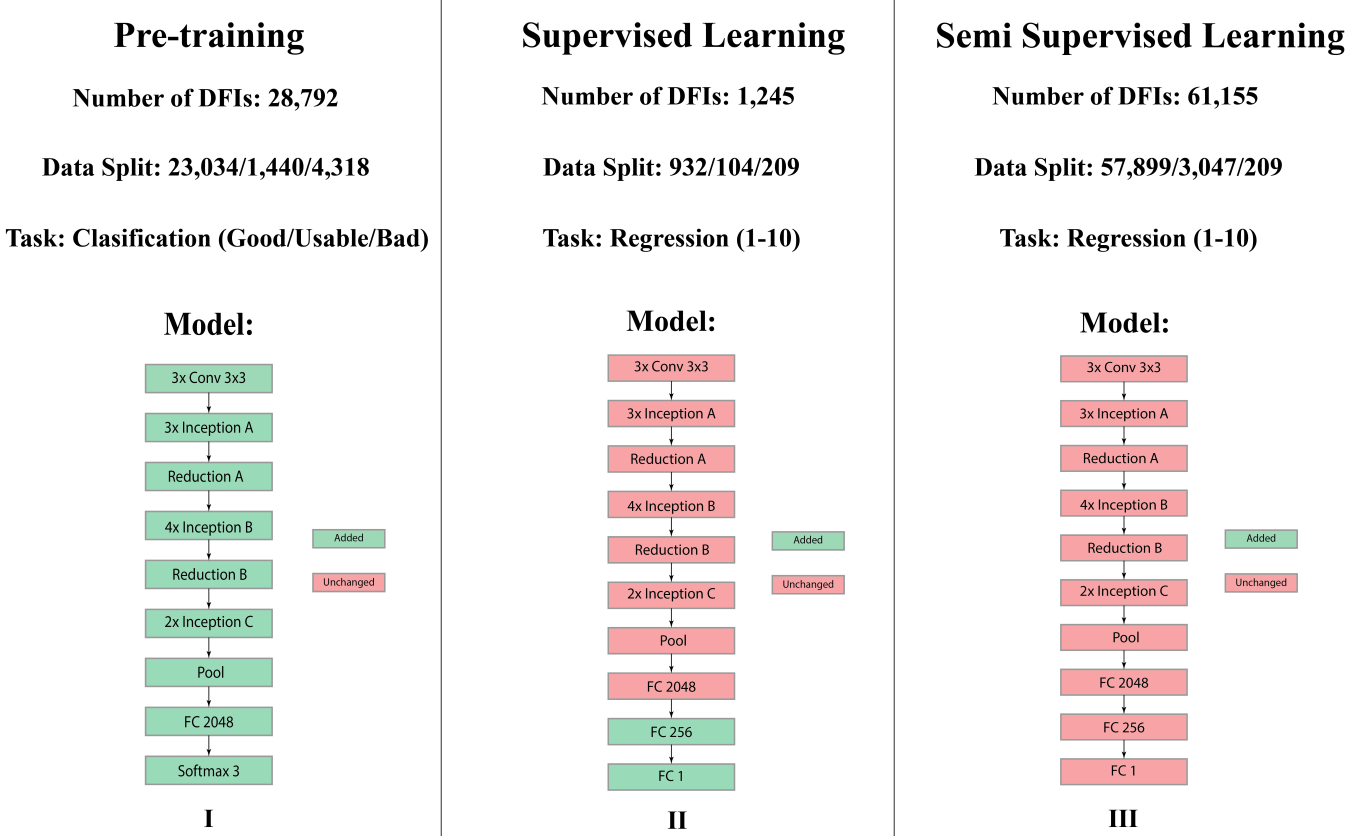 Pre-training
Number of DFIs: 28,792
Data Split: 23,034/1,440/4,318
Task: Clasification (Good/Usable/Bad)
Model:
3x Conv 3x3
3x Inception A
Reduction A
4x Inception B
Reduction B
2x Inception C
Pool
FC 2048
Softmax 3
Added
Unchanged
I
Supervised Learning
Number of DFIs: 1,245
Data Split: 932/104/209
Task: Regression (1-10)
Model:
3x Conv 3x3
3x Inception A
Reduction A
4x Inception B
Reduction B
2x Inception C
Pool
FC 2048
FC 256
FC 1
Added
Unchanged
II
Semi Supervised Learning
Number of DFIs: 61,155
Data Split: 57,899/3,047/209
Task: Regression (1-10)
Model:
3x Conv 3x3
3x Inception A
Reduction A
4x Inception B
Reduction B
2x Inception C
Pool
FC 2048
FC 256
FC 1
Added
Unchanged
III